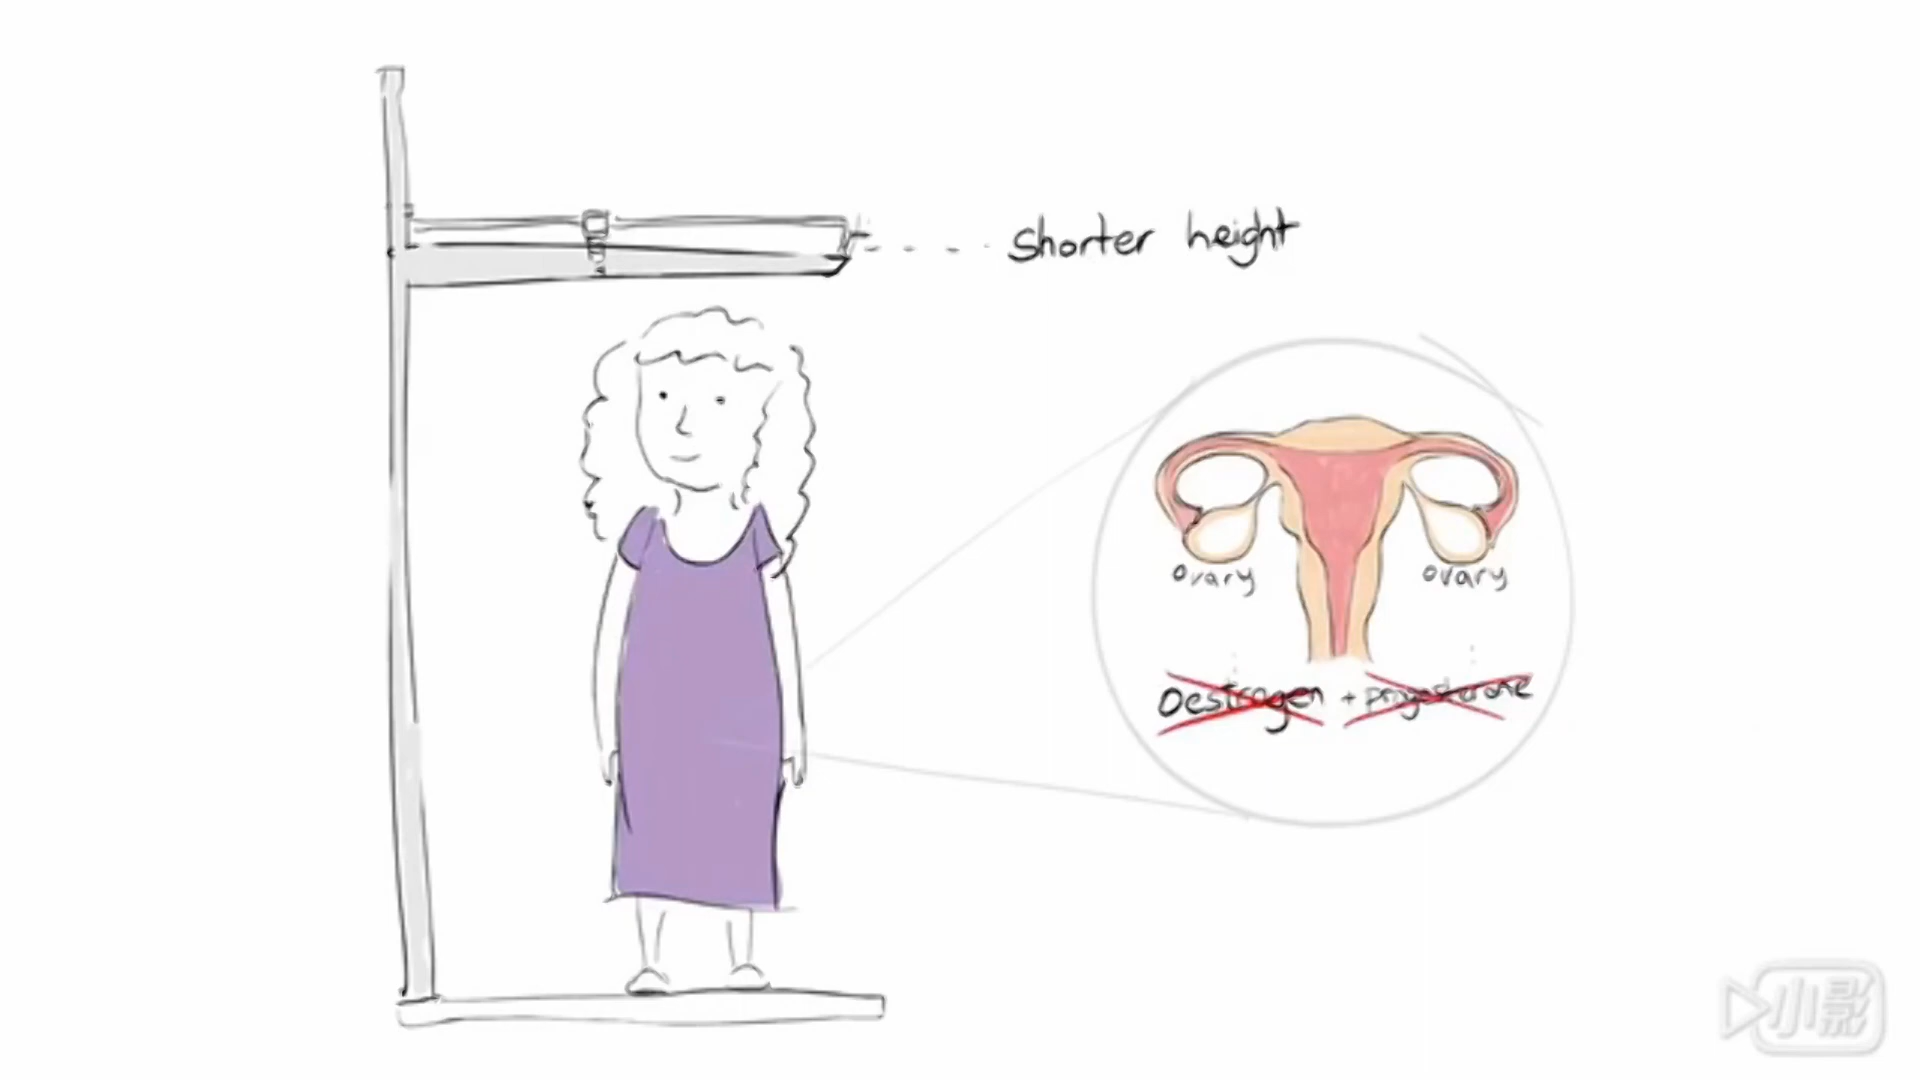 Shorter height
Ovary
Ovary
Oestrogen + progesterone
小影